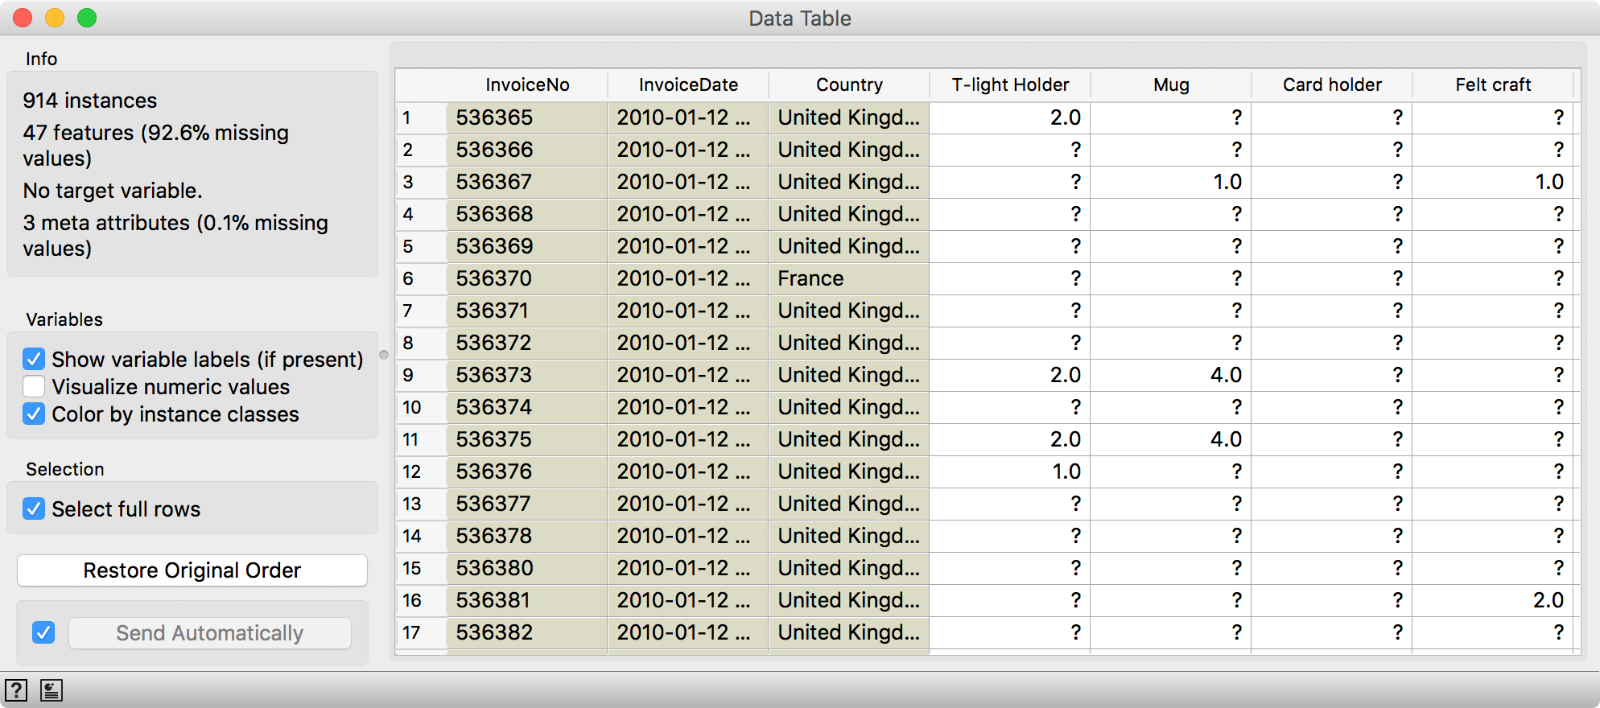 Data Table
Info
914 instances
47 features (92.6% missing
values)
No target variable.
3 meta attributes (0.1% missing
values)
Variables
Show variable labels (if present)
Visualize numeric values
Color by instance classes
Selection
Select full rows
Restore Original Order
Send Automatically
InvoiceNo InvoiceDate Country T-light Holder Mug Card holder Felt craft
1 536365 2010-01-12 ... United Kingd... 2.0 ? ? ?
2 536366 2010-01-12 ... United Kingd... ? ? ? ?
3 536367 2010-01-12 ... United Kingd... ? 1.0 ? 1.0
4 536368 2010-01-12 ... United Kingd... ? ? ? ?
5 536369 2010-01-12 ... United Kingd... ? ? ? ?
6 536370 2010-01-12 ... France ? ? ? ?
7 536371 2010-01-12 ... United Kingd... ? ? ? ?
8 536372 2010-01-12 ... United Kingd... ? ? ? ?
9 536373 2010-01-12 ... United Kingd... 2.0 4.0 ? ?
10 536374 2010-01-12 ... United Kingd... ? ? ? ?
11 536375 2010-01-12 ... United Kingd... 2.0 4.0 ? ?
12 536376 2010-01-12 ... United Kingd... 1.0 ? ? ?
13 536377 2010-01-12 ... United Kingd... ? ? ? ?
14 536378 2010-01-12 ... United Kingd... ? ? ? ?
15 536380 2010-01-12 ... United Kingd... ? ? ? ?
16 536381 2010-01-12 ... United Kingd... ? ? ? 2.0
17 536382 2010-01-12 ... United Kingd... ? ? ? ?
?